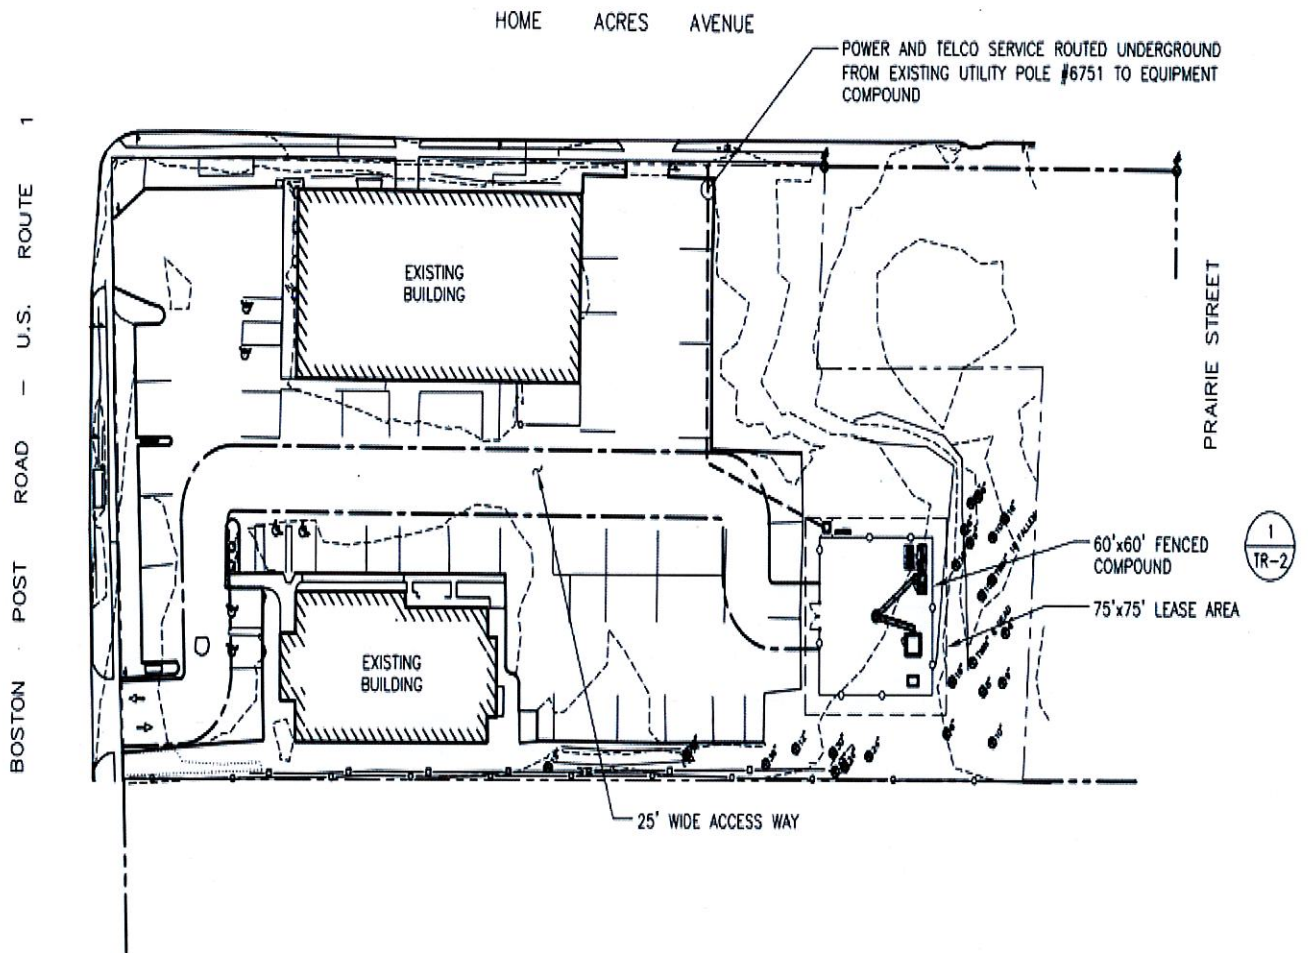 HOME ACRES AVENUE
POWER AND TELCO SERVICE ROUTED UNDERGROUND
FROM EXISTING UTILITY POLE #6751 TO EQUIPMENT
COMPOUND
BOSTON POST ROAD — U.S. ROUTE 1
EXISTING
BUILDING
PRAIRIE STREET
60'x60' FENCED
COMPOUND
1
TR-2
75'x75' LEASE AREA
EXISTING
BUILDING
25' WIDE ACCESS WAY